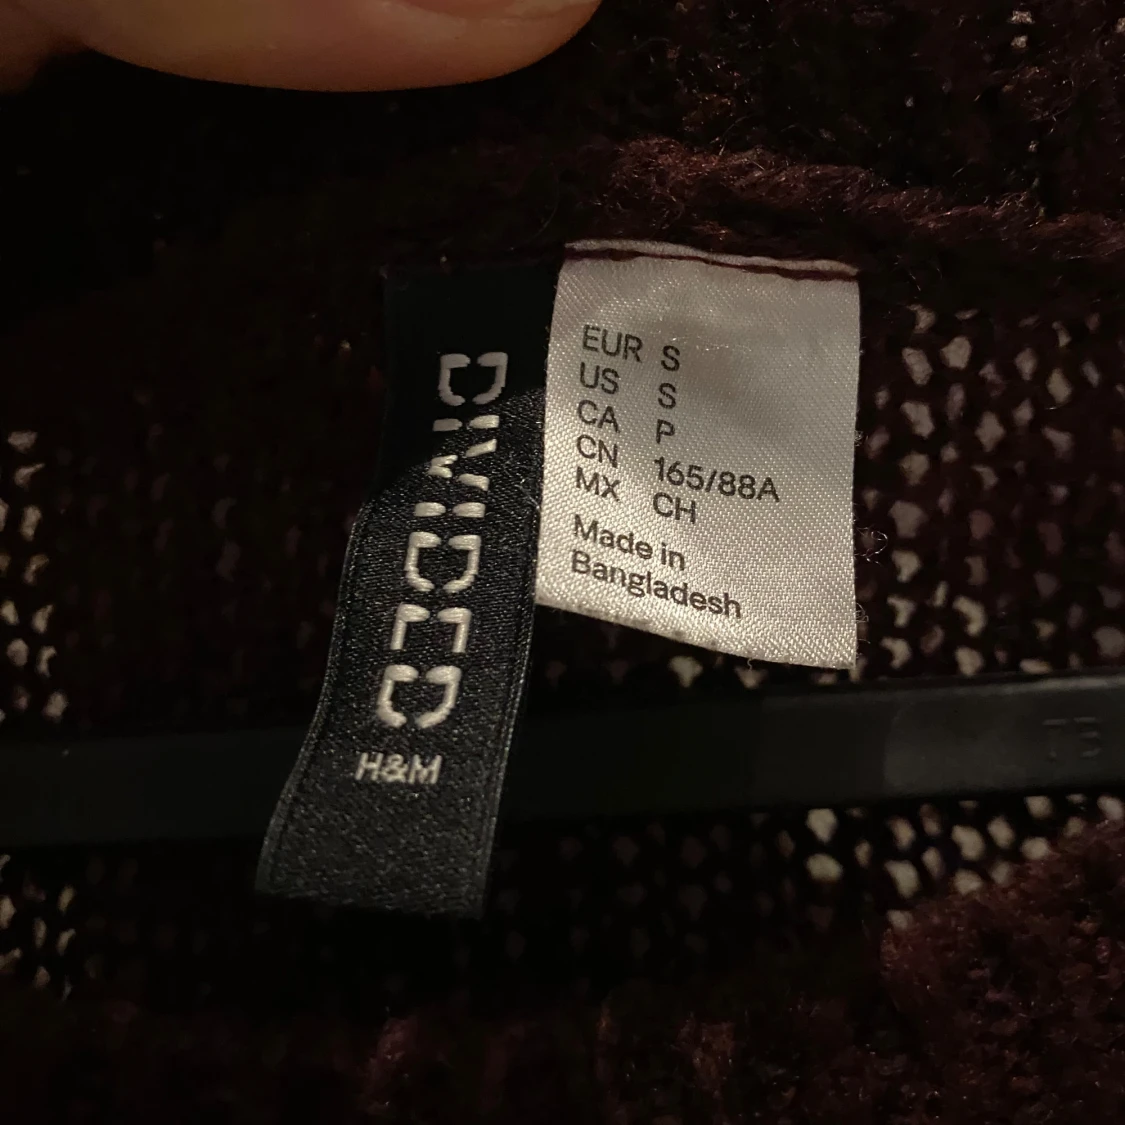 DIVIDED
H&M
EUR S
US S
CA P
CN 165/88A
MX CH
Made in
Bangladesh